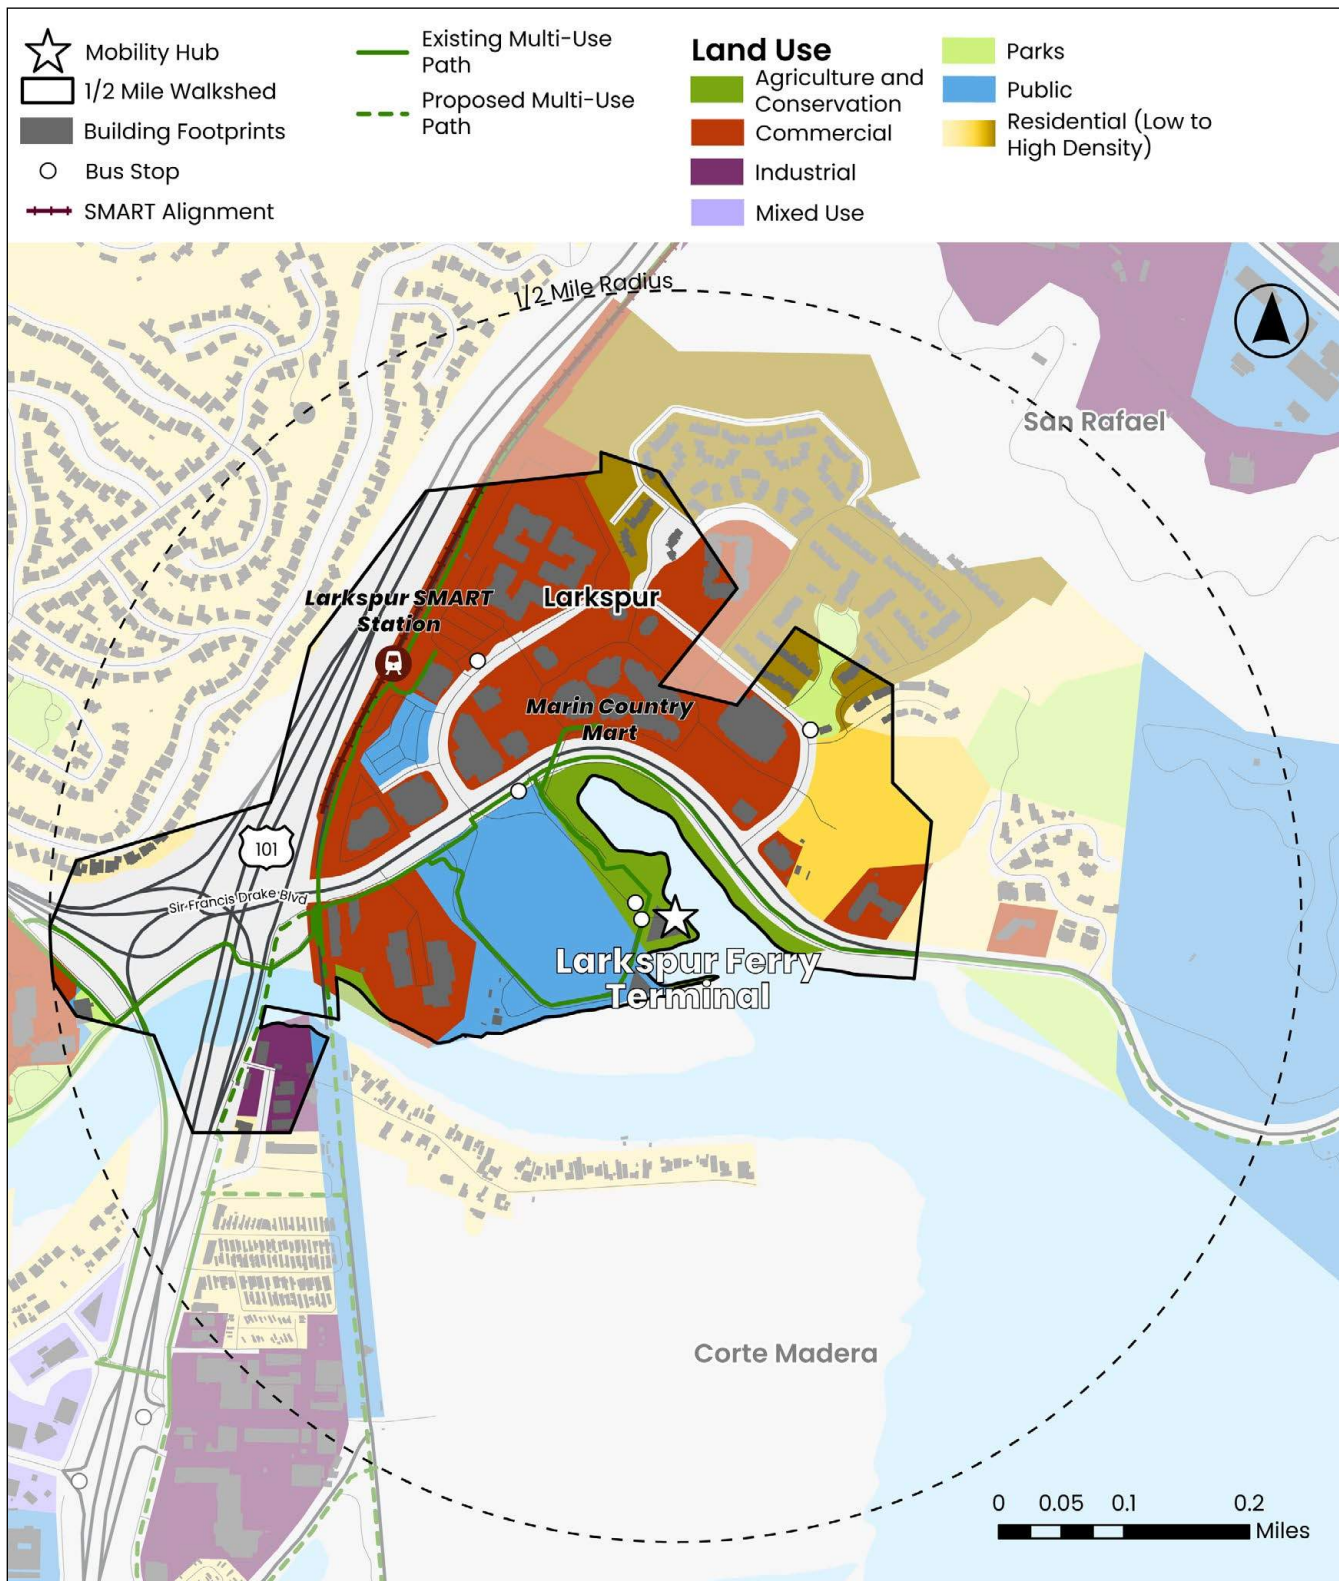 Mobility Hub
1/2 Mile Walkshed
Building Footprints
Bus Stop
SMART Alignment
Existing Multi-Use
Path
Proposed Multi-Use
Path
Land Use
Agriculture and
Conservation
Commercial
Industrial
Mixed Use
Parks
Public
Residential (Low to
High Density)
1/2 Mile Radius
San Rafael
Larkspur SMART
Station
Larkspur
Marin Country
Mart
101
Sir Francis Drake Blvd
Larkspur Ferry
Terminal
Corte Madera
0 0.05 0.1 0.2
Miles